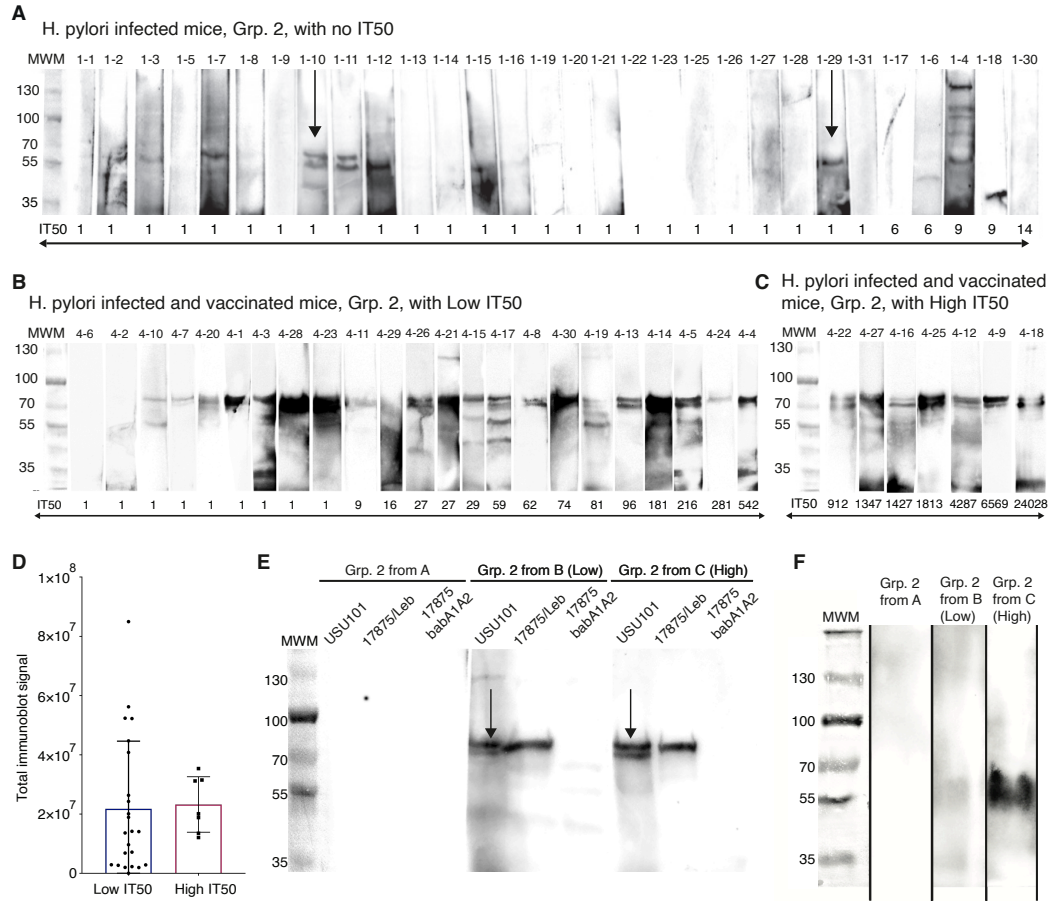 A
H. pylori infected mice, Grp. 2, with no IT50
MWM 1-1 1-2 1-3 1-5 1-7 1-8 1-9 1-10 1-11 1-12 1-13 1-14 1-15 1-16 1-19 1-20 1-21 1-22 1-23 1-25 1-26 1-27 1-28 1-29 1-31 1-17 1-6 1-4 1-18 1-30
130
100
70
55
35
IT50 1 1 1 1 1 1 1 1 1 1 1 1 1 1 1 1 1 1 1 1 1 1 1 1 1 6 6 9 9 14
B
H. pylori infected and vaccinated mice, Grp. 2, with Low IT50
MWM 4-6 4-2 4-10 4-7 4-20 4-1 4-3 4-28 4-23 4-11 4-29 4-26 4-21 4-15 4-17 4-8 4-30 4-19 4-13 4-14 4-5 4-24 4-4
130
100
70
55
35
IT50 1 1 1 1 1 1 1 1 1 9 16 27 27 29 59 62 74 81 96 181 216 281 542
C
H. pylori infected and vaccinated
mice, Grp. 2, with High IT50
MWM 4-22 4-27 4-16 4-25 4-12 4-9 4-18
130
100
70
55
35
IT50 912 1347 1427 1813 4287 6569 24028
D
Total immunoblot signal
1×10⁸
8×10⁷
6×10⁷
4×10⁷
2×10⁷
0
Low IT50 High IT50
E
Grp. 2 from A Grp. 2 from B (Low) Grp. 2 from C (High)
MWM USU101 17875/Leb 17875 babA1A2 USU101 17875/Leb 17875 babA1A2 USU101 17875/Leb 17875 babA1A2
130
100
70
55
35
F
Grp. 2 from A
Grp. 2 from B (Low)
Grp. 2 from C (High)
MWM
130
100
70
55
35